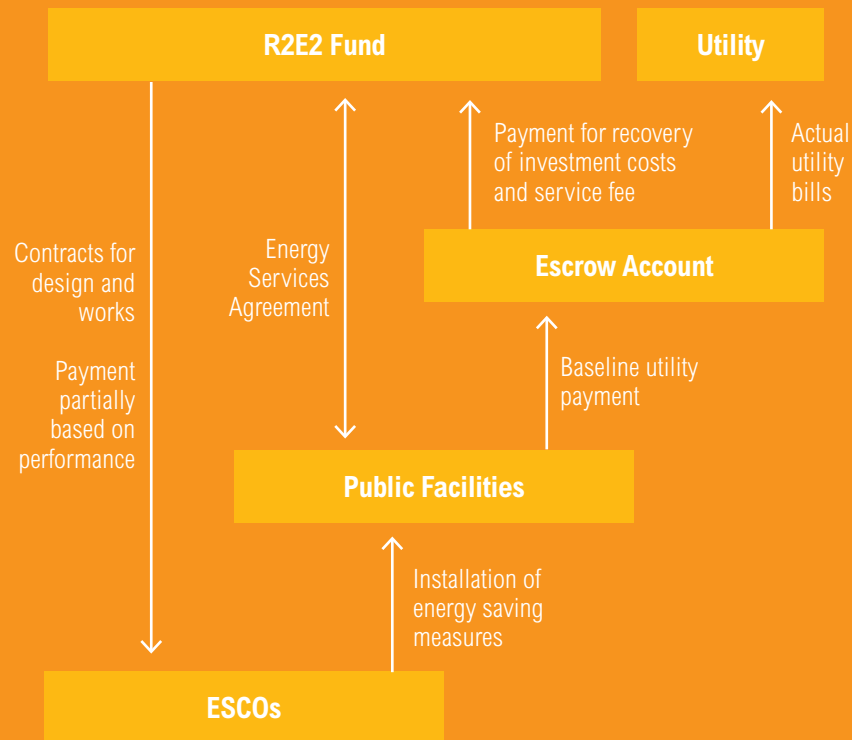 R2E2 Fund
Utility
Payment for recovery
of investment costs
and service fee
Actual
utility
bills
Contracts for
design and
works
Energy
Services
Agreement
Escrow Account
Payment
partially
based on
performance
Baseline utility
payment
Public Facilities
Installation of
energy saving
measures
ESCOs